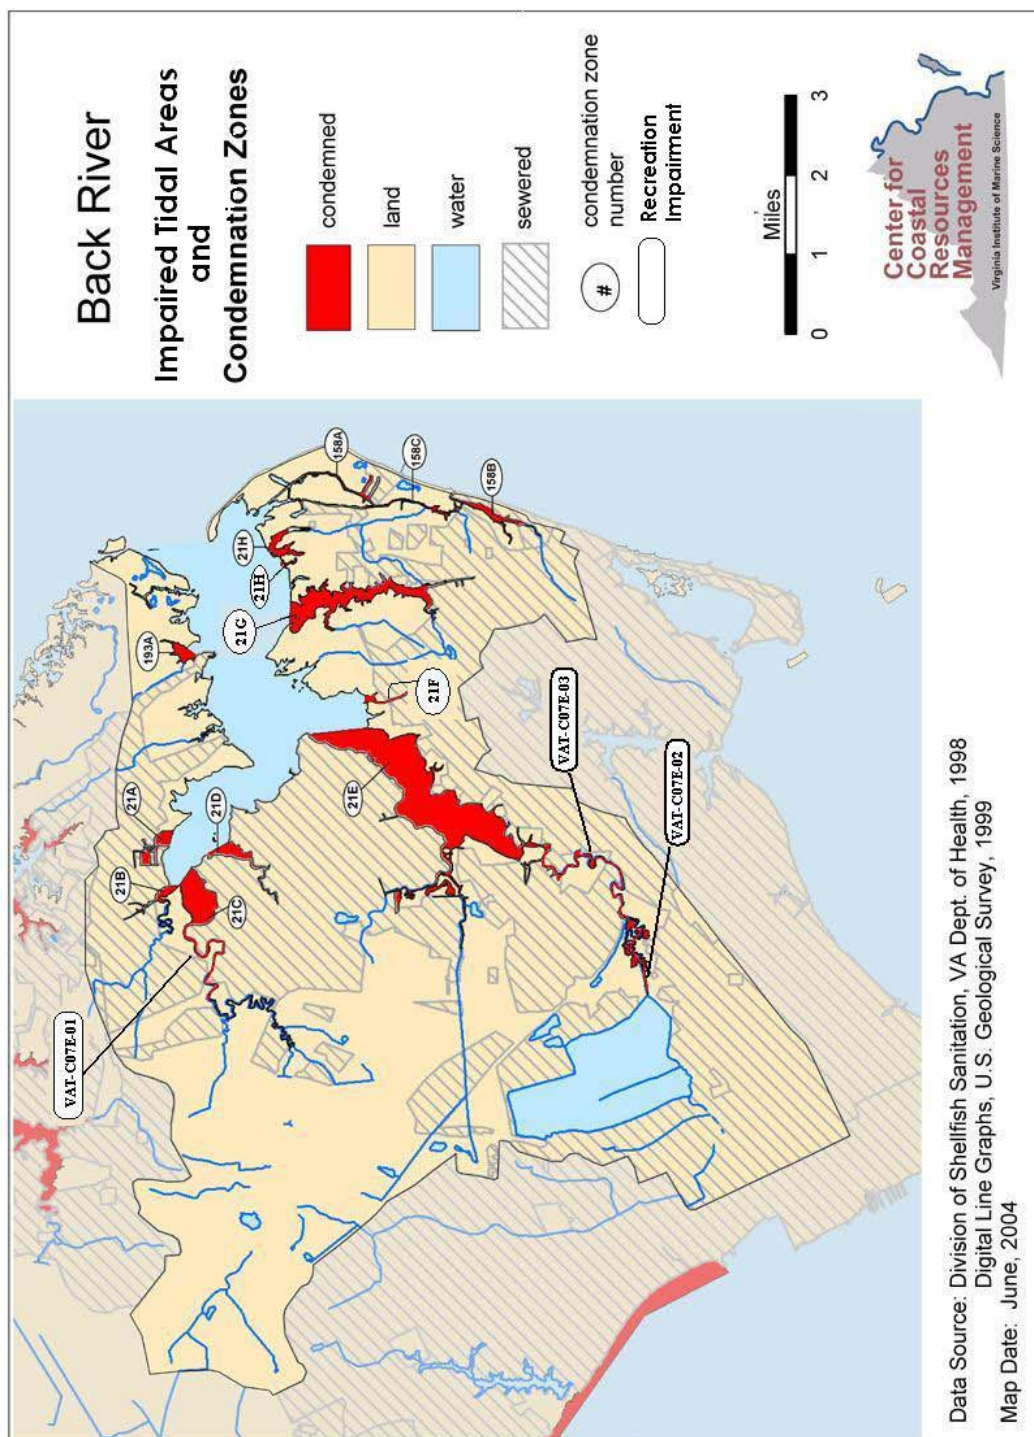 Back River
Impaired Tidal Areas
and
Condemnation Zones
condemned
land
water
sewered
#
condemnation zone
number
Recreation
Impairment
Miles
0
1
2
3
Center for
Coastal
Resources
Management
Virginia Institute of Marine Science
VAT-C07E-01
21B
21A
21C
21D
193A
21E
21F
21G
21H
21H
158A
158C
158B
VAT-C07E-03
VAT-C07E-02
Data Source: Division of Shellfish Sanitation, VA Dept. of Health, 1998
Digital Line Graphs, U.S. Geological Survey, 1999
Map Date: June, 2004